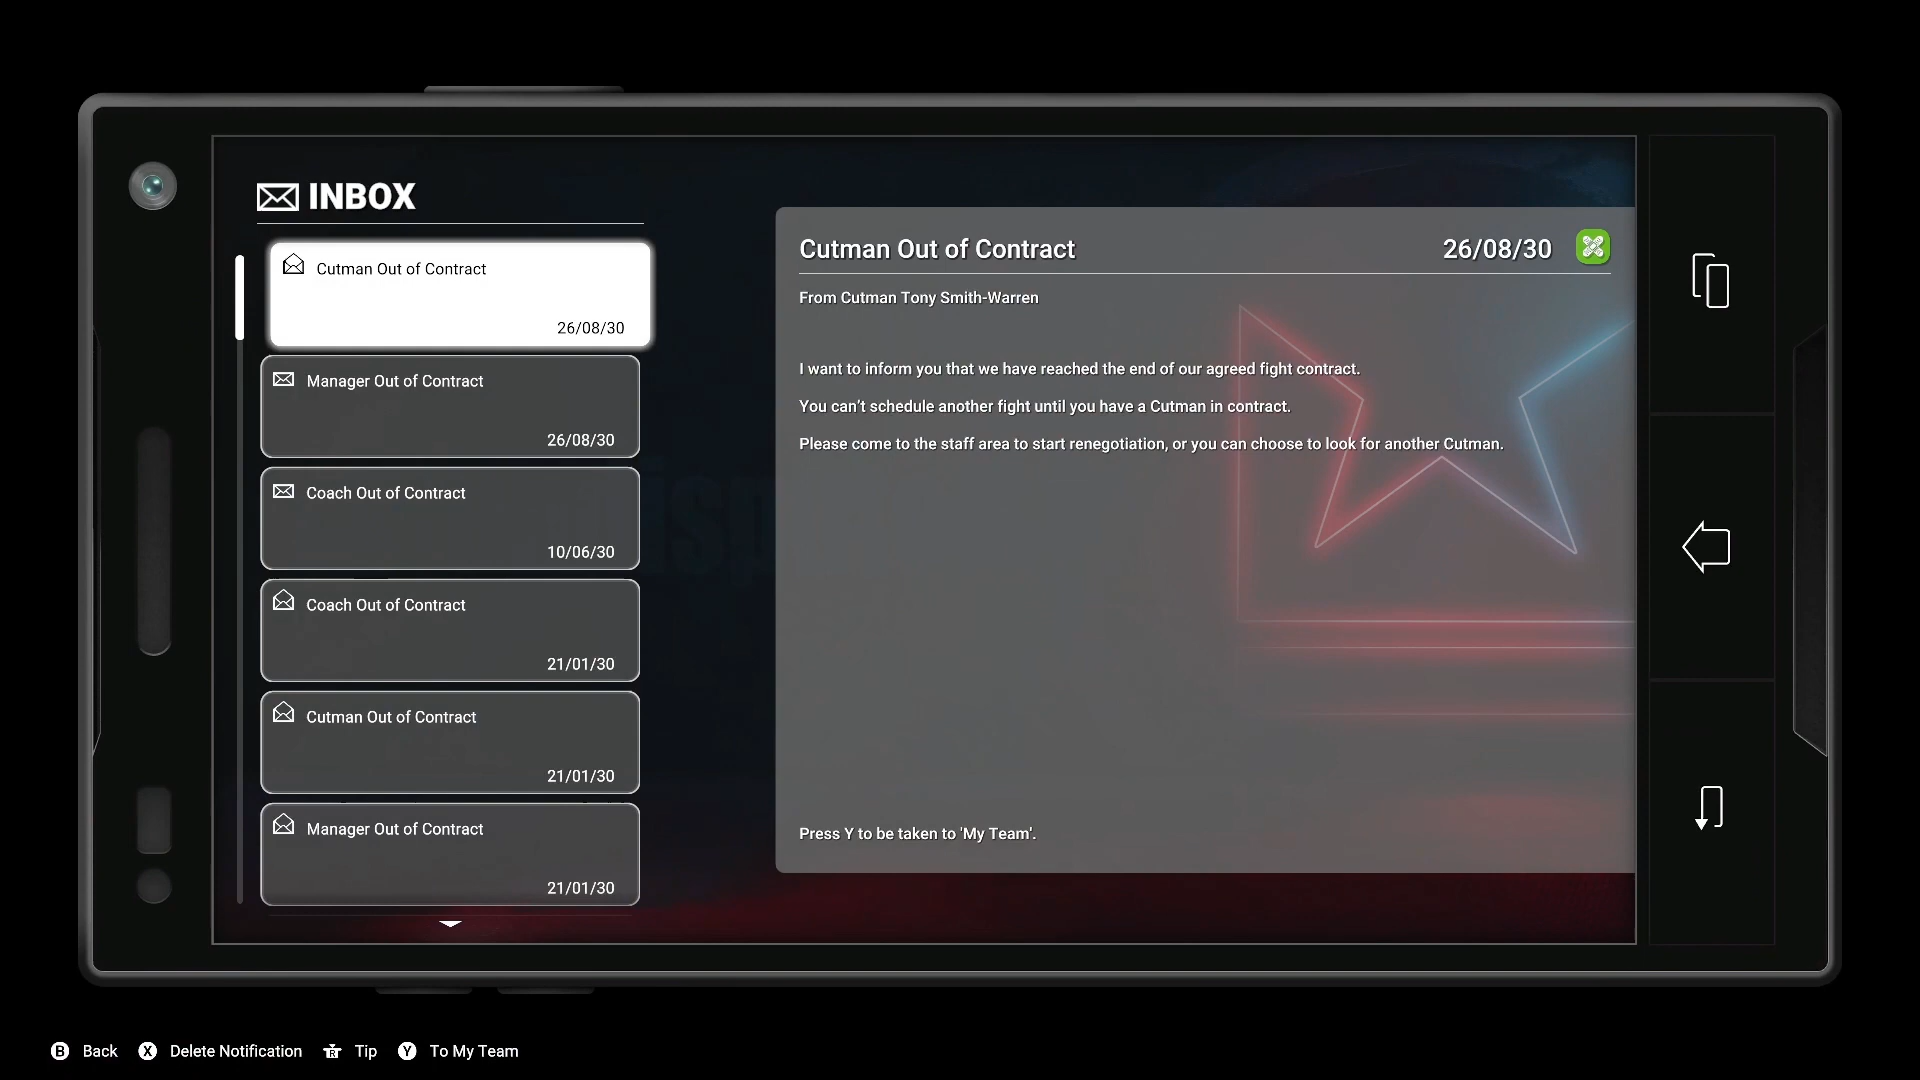 INBOX
Cutman Out of Contract
26/08/30
Manager Out of Contract
26/08/30
Coach Out of Contract
10/06/30
Coach Out of Contract
21/01/30
Cutman Out of Contract
21/01/30
Manager Out of Contract
21/01/30
Cutman Out of Contract 26/08/30
From Cutman Tony Smith-Warren
I want to inform you that we have reached the end of our agreed fight contract.
You can't schedule another fight until you have a Cutman in contract.
Please come to the staff area to start renegotiation, or you can choose to look for another Cutman.
Press Y to be taken to 'My Team'.
B Back X Delete Notification R Tip Y To My Team